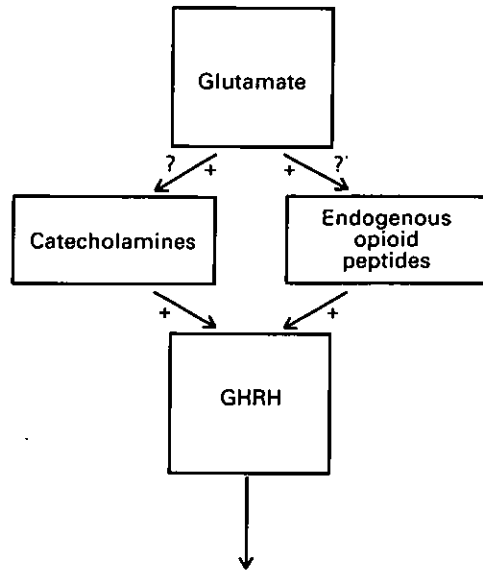 Glutamate
? + + ?
Catecholamines
Endogenous
opioid
peptides
+ +
GHRH